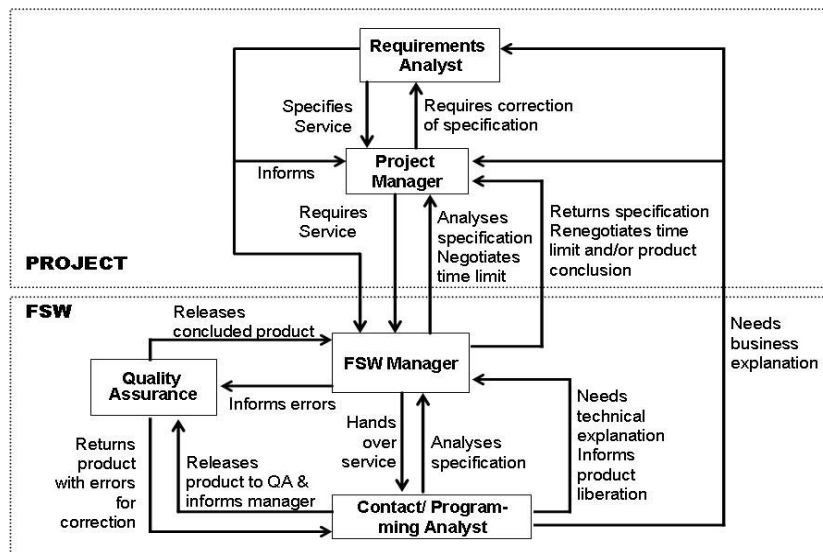 Requirements
Analyst
Specifies
Service
Requires correction
of specification
Informs
Project
Manager
Requires
Service
Analyses
specification
Negotiates
time limit
Returns specification
Renegotiates time
limit and/or product
conclusion
PROJECT
FSW
Releases
concluded product
FSW Manager
Needs
business
explanation
Quality
Assurance
Informs errors
Hands
over
service
Analyses
specification
Needs
technical
explanation
Informs
product
liberation
Returns
product
with errors
for
correction
Releases
product to QA &
informs manager
Contact/ Program-
ming Analyst